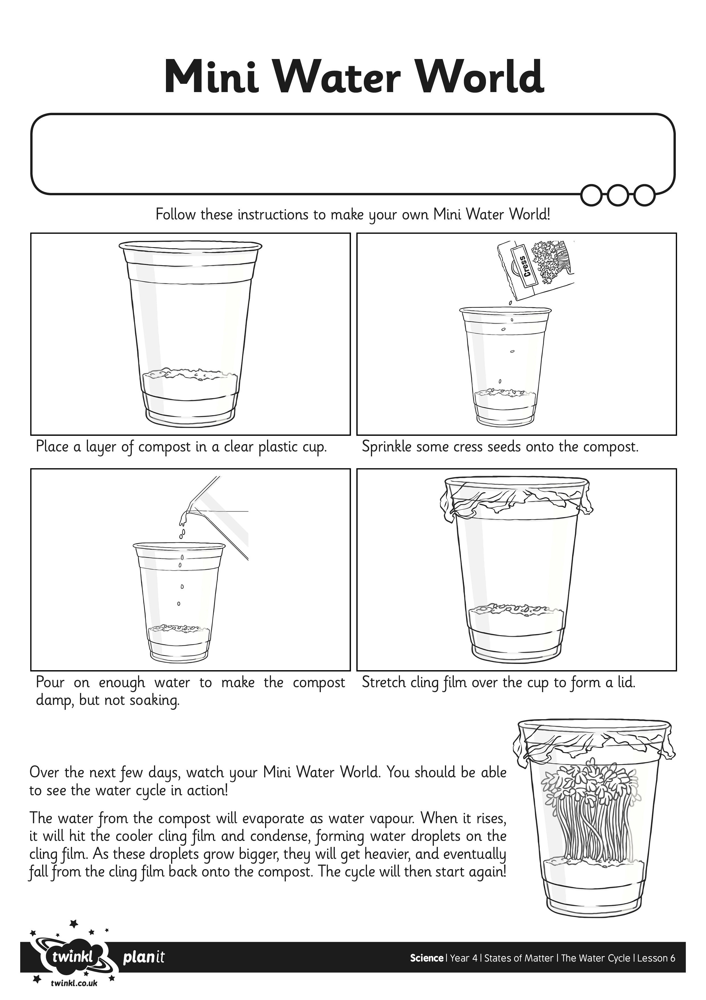 Mini Water World
Follow these instructions to make your own Mini Water World!
Cress
Place a layer of compost in a clear plastic cup.
Sprinkle some cress seeds onto the compost.
Pour on enough water to make the compost
damp, but not soaking.
Stretch cling film over the cup to form a lid.
Over the next few days, watch your Mini Water World. You should be able
to see the water cycle in action!
The water from the compost will evaporate as water vapour. When it rises,
it will hit the cooler cling film and condense, forming water droplets on the
cling film. As these droplets grow bigger, they will get heavier, and eventually
fall from the cling film back onto the compost. The cycle will then start again!
twinkl
planit
Science | Year 4 | States of Matter | The Water Cycle | Lesson 6
twinkl.co.uk